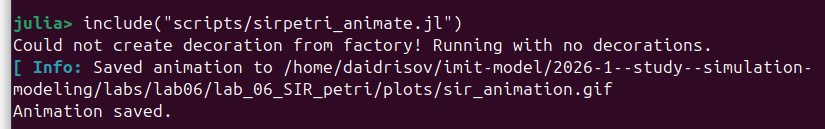 julia> include("scripts/sirpetri_animate.jl")
Could not create decoration from factory! Running with no decorations.
[ Info: Saved animation to /home/daidrisov/imit-model/2026-1--study--simulation-
modeling/labs/lab06/lab_06_SIR_petri/plots/sir_animation.gif
Animation saved.